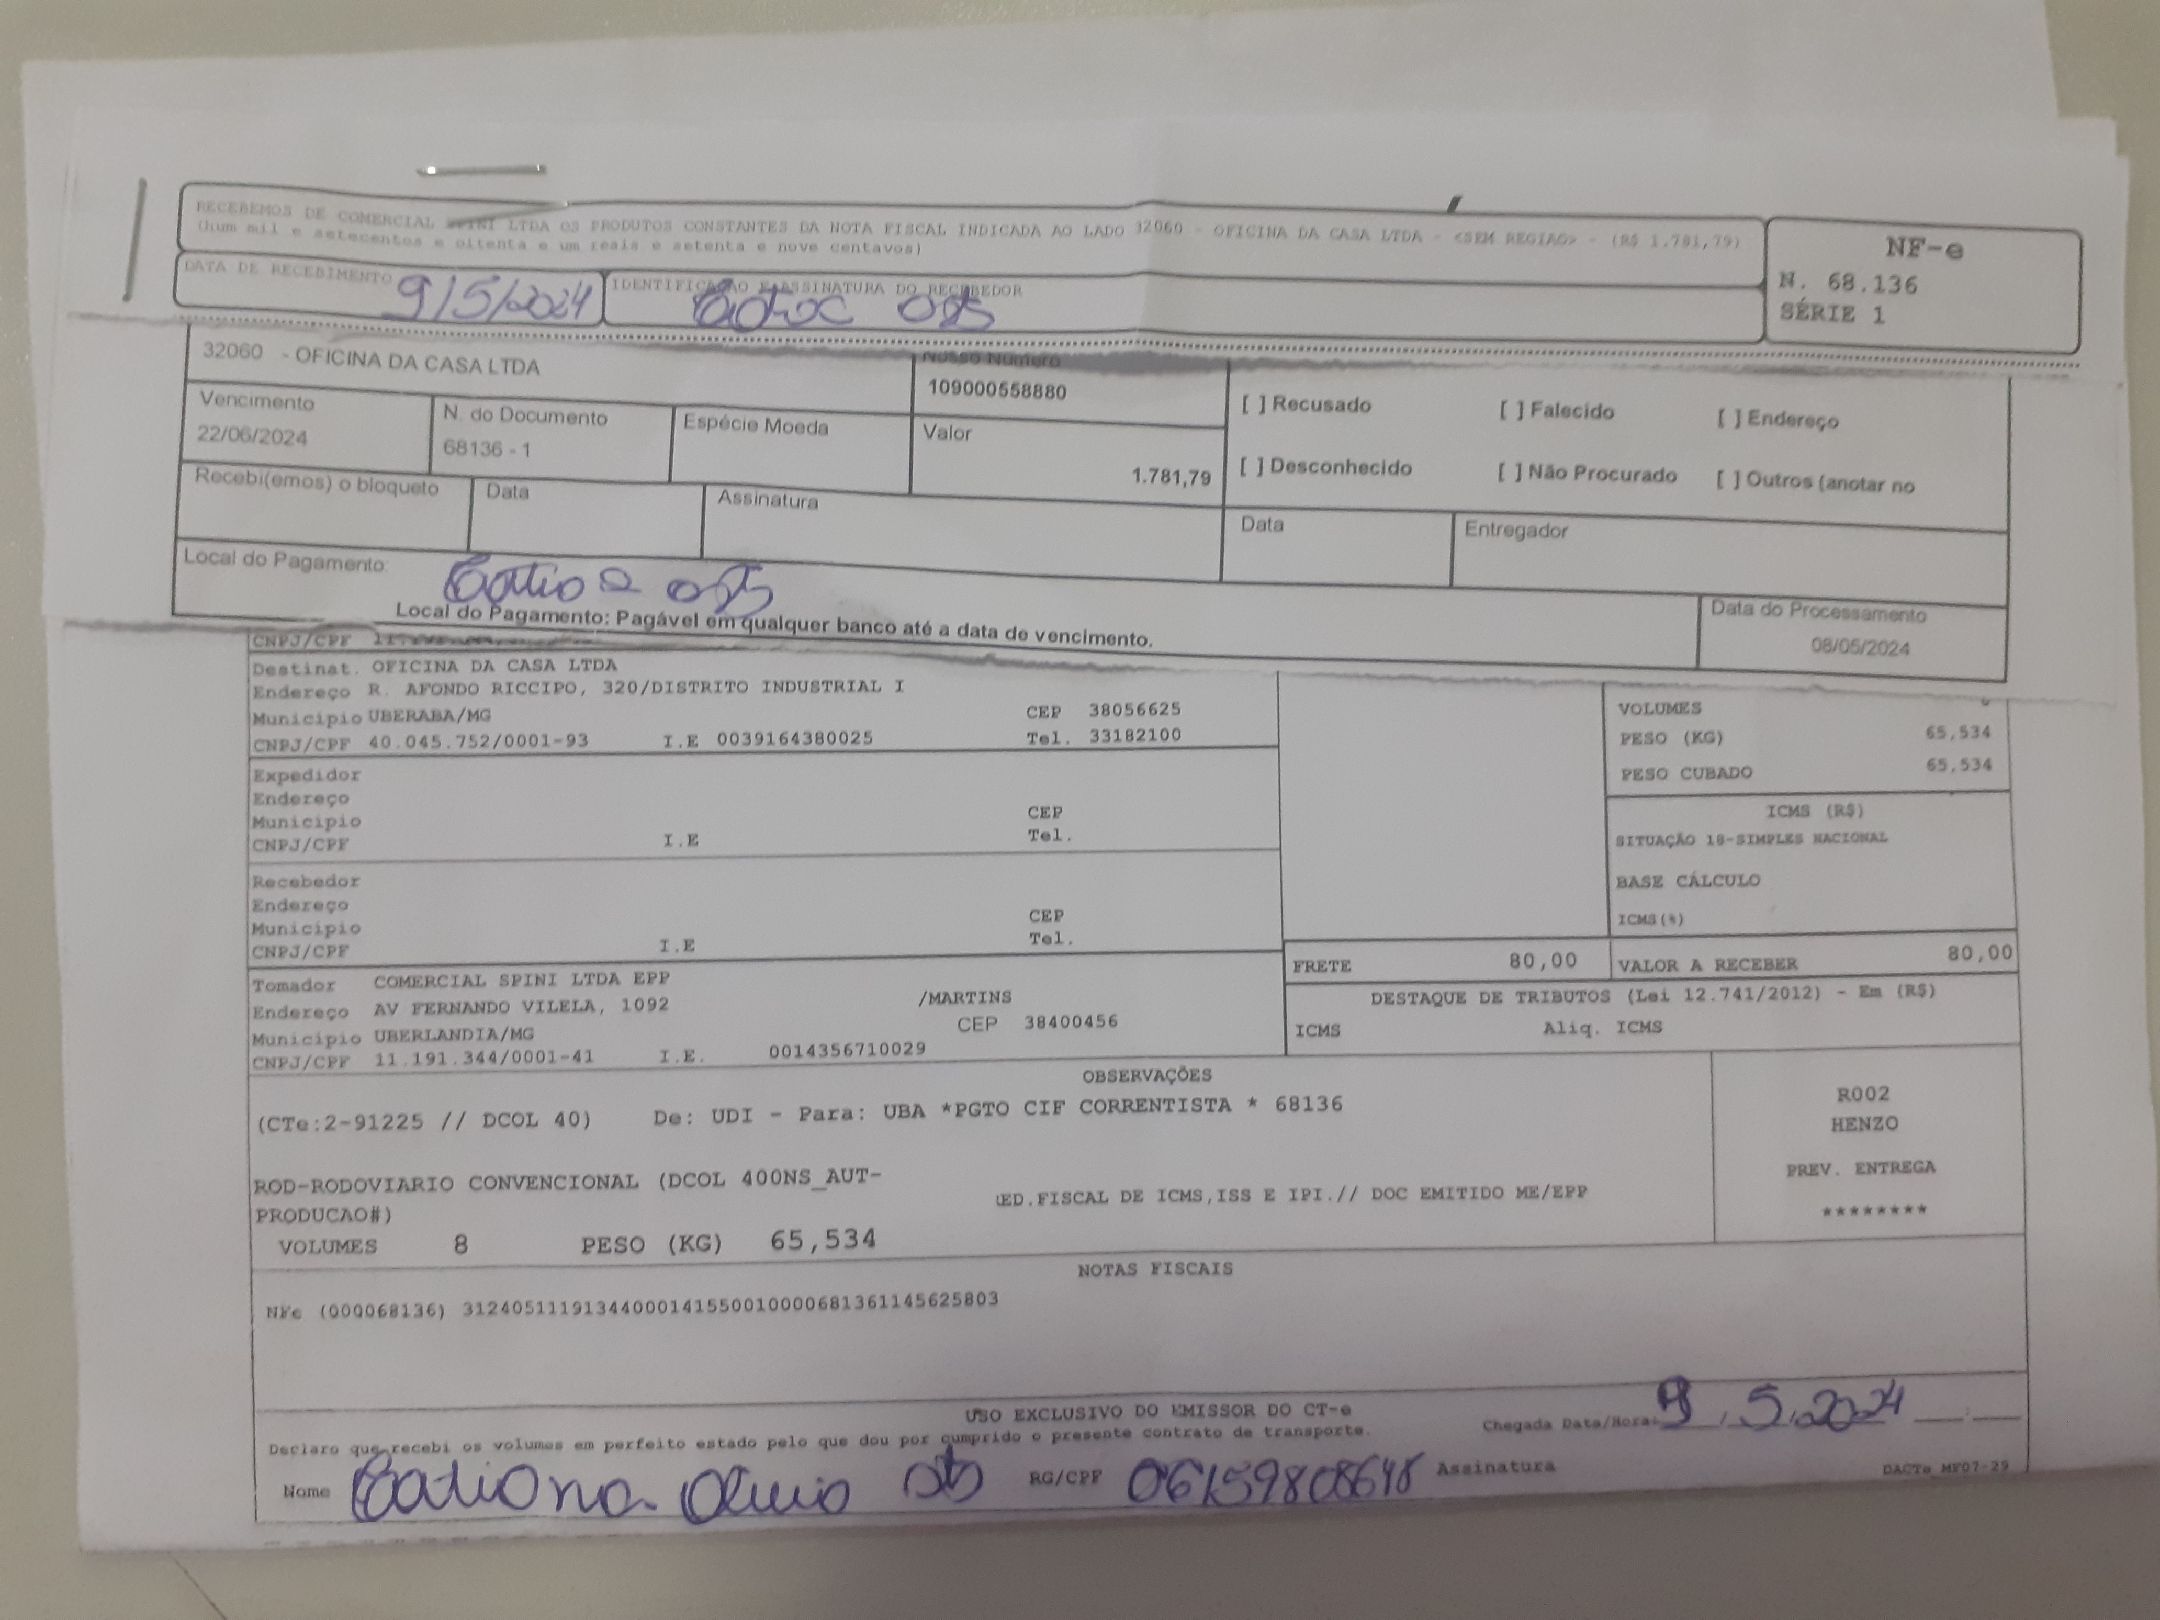 RECEBEMOS DE COMERCIAL SPINI LTDA OS PRODUTOS CONSTANTES DA NOTA FISCAL INDICADA AO LADO 32060 - OFICINA DA CASA LTDA - <SEM REGIAO> - (R$ 1.781,79)
(hum mil e setecentos e oitenta e um reais e setenta e nove centavos)
NF-e
N. 68.136
SÉRIE 1
DATA DE RECEBIMENTO 9/5/2024
IDENTIFICAÇÃO E ASSINATURA DO RECEBEDOR
32060 - OFICINA DA CASA LTDA
Nosso Número
109000558880
[ ] Recusado [ ] Falecido [ ] Endereço
Vencimento N. do Documento Espécie Moeda Valor
22/06/2024 68136 - 1 1.781,79
[ ] Desconhecido [ ] Não Procurado [ ] Outros (anotar no
Recebi(emos) o bloqueto Data Assinatura Data Entregador
Local do Pagamento:
Local do Pagamento: Pagável em qualquer banco até a data de vencimento.
Data do Processamento
08/05/2024
CNPJ/CPF 11.
Destinat. OFICINA DA CASA LTDA
Endereço R. AFONDO RICCIPO, 320/DISTRITO INDUSTRIAL I
Município UBERABA/MG CEP 38056625
CNPJ/CPF 40.045.752/0001-93 I.E 0039164380025 Tel. 33182100
VOLUMES
PESO (KG) 65,534
PESO CUBADO 65,534
Expedidor
Endereço
Município CEP
CNPJ/CPF I.E Tel.
ICMS (R$)
SITUAÇÃO 18-SIMPLES NACIONAL
BASE CÁLCULO
ICMS(%)
Recebedor
Endereço
Município CEP
CNPJ/CPF I.E Tel.
FRETE 80,00 VALOR A RECEBER 80,00
Tomador COMERCIAL SPINI LTDA EPP
Endereço AV FERNANDO VILELA, 1092 /MARTINS
Município UBERLANDIA/MG CEP 38400456
CNPJ/CPF 11.191.344/0001-41 I.E. 0014356710029
DESTAQUE DE TRIBUTOS (Lei 12.741/2012) - Em (R$)
ICMS Aliq. ICMS
OBSERVAÇÕES
(CTe:2-91225 // DCOL 40) De: UDI - Para: UBA *PGTO CIF CORRENTISTA * 68136
ROD-RODOVIARIO CONVENCIONAL (DCOL 400NS_AUT-
PRODUCAO#)
ED.FISCAL DE ICMS,ISS E IPI.// DOC EMITIDO ME/EPP
VOLUMES 8 PESO (KG) 65,534
R002
HENZO
PREV. ENTREGA
********
NOTAS FISCAIS
NFe (000068136) 31240511191344000141550010000681361145625803
USO EXCLUSIVO DO EMISSOR DO CT-e
Declaro que recebi os volumes em perfeito estado pelo que dou por cumprido o presente contrato de transporte.
Chegada Data/Hora: 9/5/2024 ___:___
Nome RG/CPF 06159808648 Assinatura
DACTe MF07-29